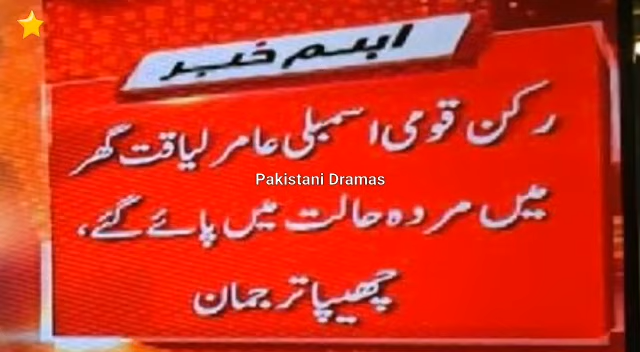 اہم خبر
رکن قومی اسمبلی عامر لیاقت گھر
Pakistani Dramas
میں مردہ حالت میں پائے گئے،
چھیپا ترجمان